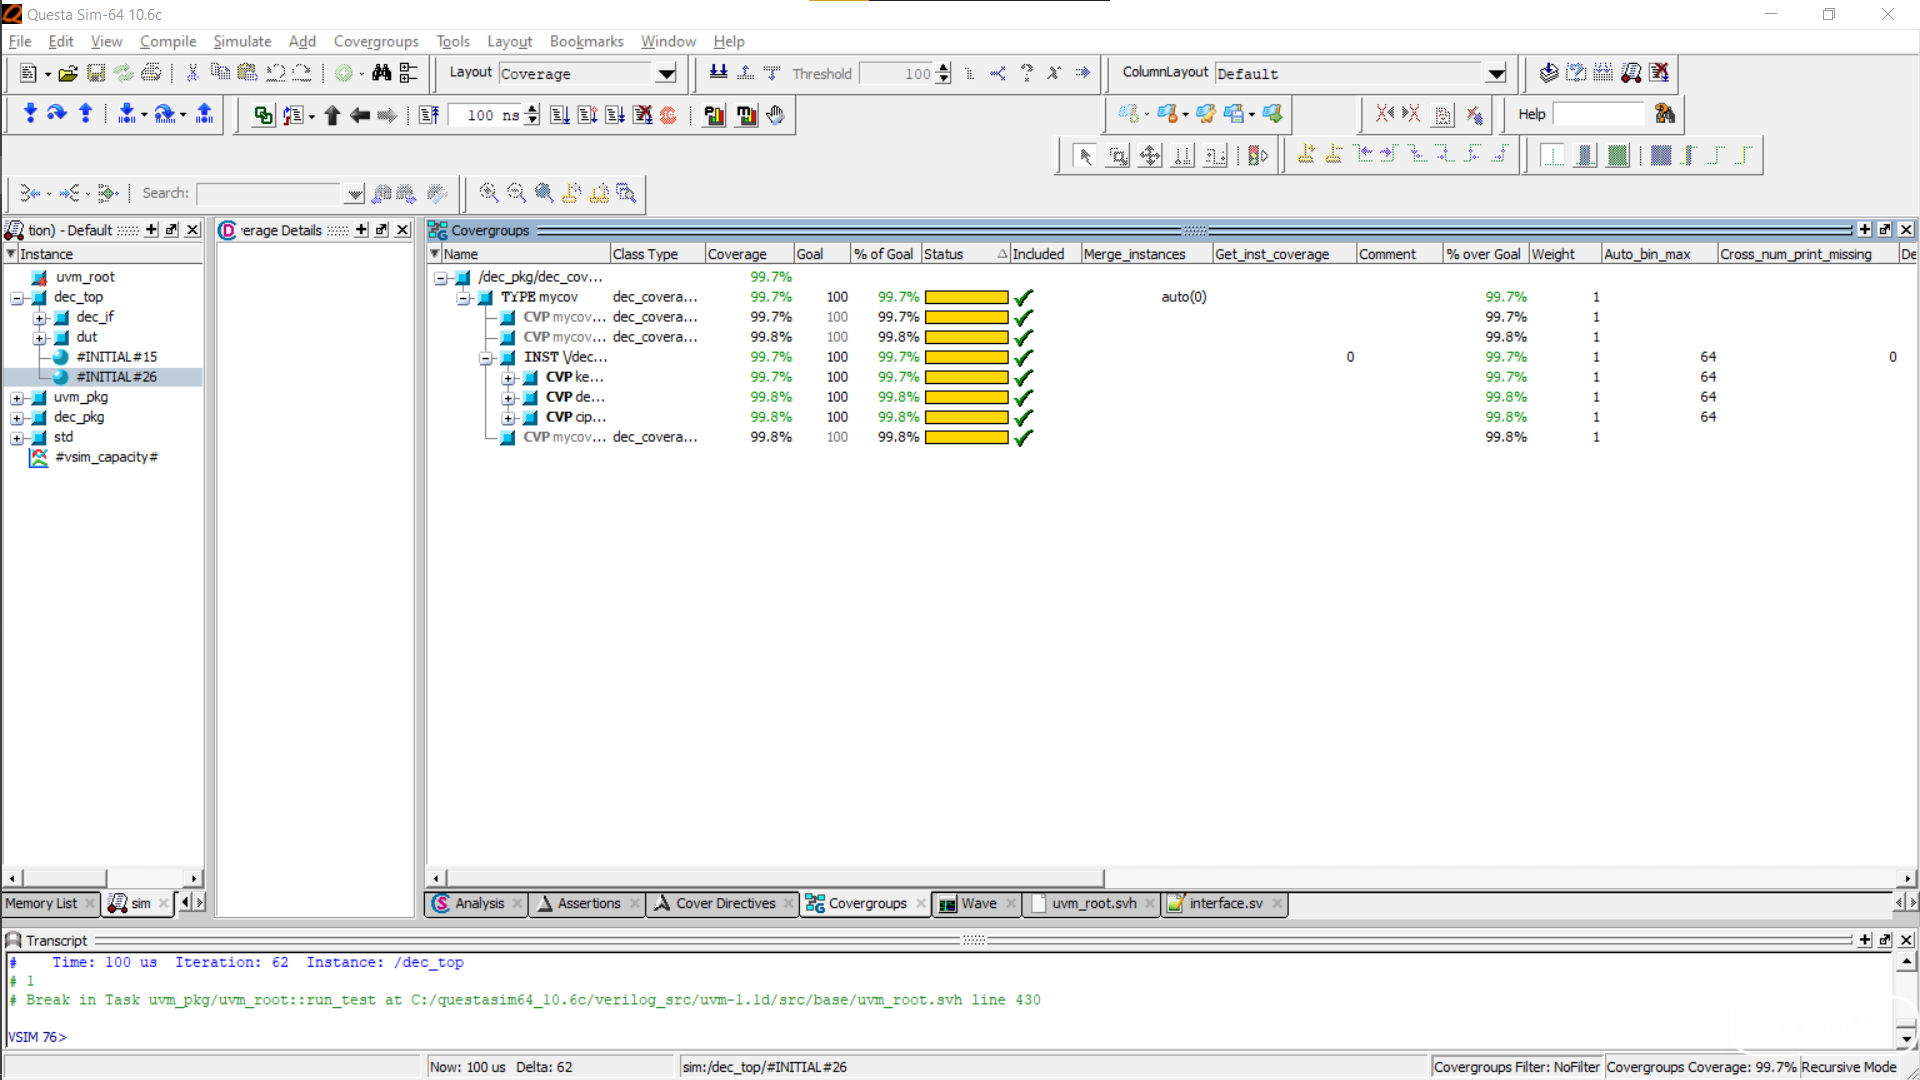 Questa Sim-64 10.6c
File Edit View Compile Simulate Add Covergroups Tools Layout Bookmarks Window Help
Layout Coverage Threshold 100 ColumnLayout Default
100 ns Help
Search:
tion) - Default
Instance
uvm_root
dec_top
dec_if
dut
#INITIAL#15
#INITIAL#26
uvm_pkg
dec_pkg
std
#vsim_capacity#
verage Details
Covergroups
Name Class Type Coverage Goal % of Goal Status Included Merge_instances Get_inst_coverage Comment % over Goal Weight Auto_bin_max Cross_num_print_missing De
/dec_pkg/dec_cov... 99.7%
TYPE mycov dec_covera... 99.7% 100 99.7% auto(0) 99.7% 1
CVP mycov... dec_covera... 99.7% 100 99.7% 99.7% 1
CVP mycov... dec_covera... 99.8% 100 99.8% 99.8% 1
INST \/dec... 99.7% 100 99.7% 0 99.7% 1 64 0
CVP ke... 99.7% 100 99.7% 99.7% 1 64
CVP de... 99.8% 100 99.8% 99.8% 1 64
CVP cip... 99.8% 100 99.8% 99.8% 1 64
CVP mycov... dec_covera... 99.8% 100 99.8% 99.8% 1
Memory List sim
Analysis Assertions Cover Directives Covergroups Wave uvm_root.svh interface.sv
Transcript
# Time: 100 us Iteration: 62 Instance: /dec_top
# 1
# Break in Task uvm_pkg/uvm_root::run_test at C:/questasim64_10.6c/verilog_src/uvm-1.1d/src/base/uvm_root.svh line 430
VSIM 76>
Now: 100 us Delta: 62 sim:/dec_top/#INITIAL#26 Covergroups Filter: NoFilter Covergroups Coverage: 99.7% Recursive Mode